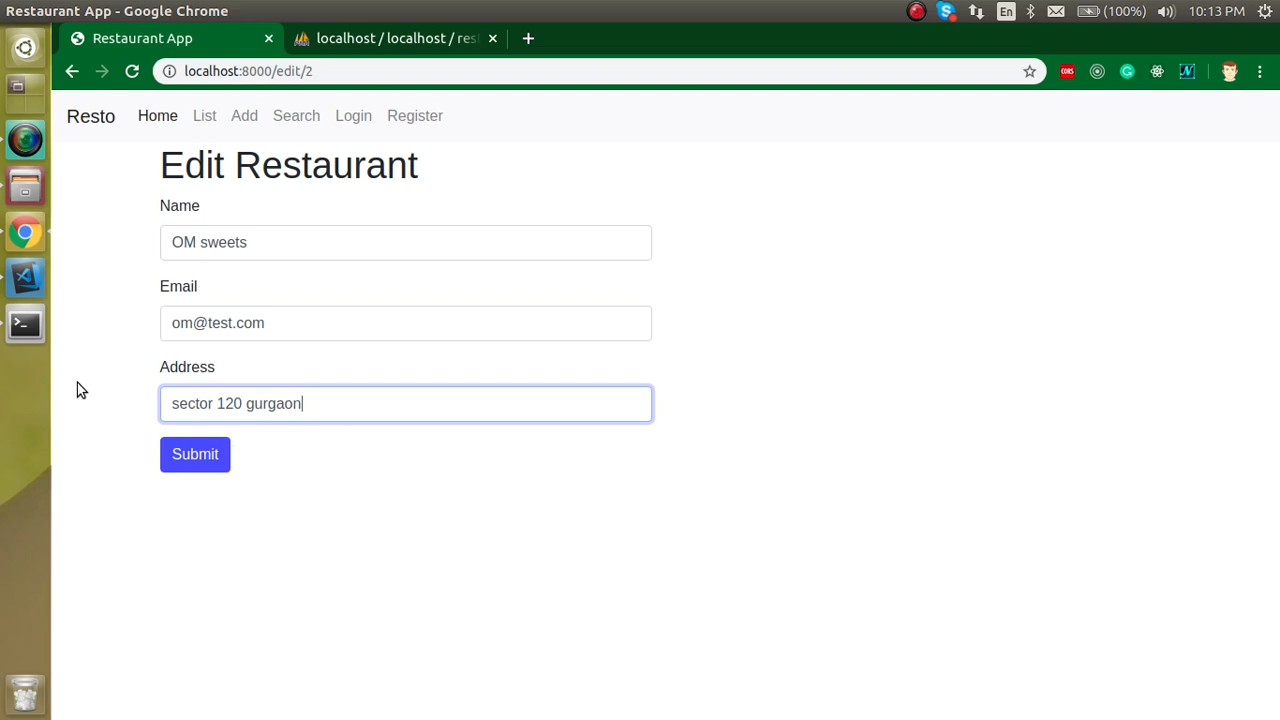 Restaurant App - Google Chrome
En
(100%)
10:13 PM
Restaurant App
localhost / localhost / res
localhost:8000/edit/2
CORS
Resto
Home
List
Add
Search
Login
Register
Edit Restaurant
Name
OM sweets
Email
om@test.com
Address
sector 120 gurgaon
Submit